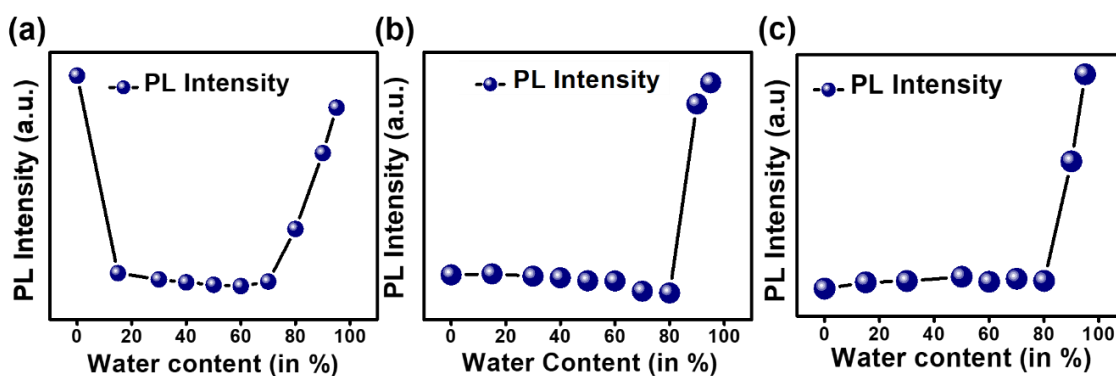 (a)
PL Intensity (a.u.)
PL Intensity
0 20 40 60 80 100
Water content (in %)
(b)
PL Intensity (a.u)
PL Intensity
0 20 40 60 80 100
Water Content (in %)
(c)
PL Intensity (a.u.)
PL Intensity
0 20 40 60 80 100
Water content (in %)